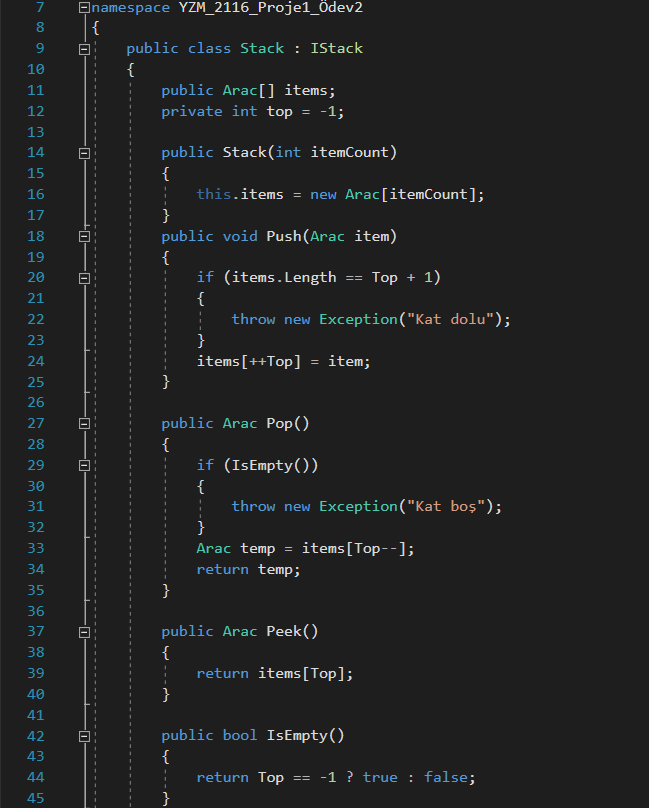 7 namespace YZM_2116_Proje1_Ödev2
8 {
9     public class Stack : IStack
10     {
11         public Arac[] items;
12         private int top = -1;
13
14         public Stack(int itemCount)
15         {
16             this.items = new Arac[itemCount];
17         }
18         public void Push(Arac item)
19         {
20             if (items.Length == Top + 1)
21             {
22                 throw new Exception("Kat dolu");
23             }
24             items[++Top] = item;
25         }
26
27         public Arac Pop()
28         {
29             if (IsEmpty())
30             {
31                 throw new Exception("Kat boş");
32             }
33             Arac temp = items[Top--];
34             return temp;
35         }
36
37         public Arac Peek()
38         {
39             return items[Top];
40         }
41
42         public bool IsEmpty()
43         {
44             return Top == -1 ? true : false;
45         }